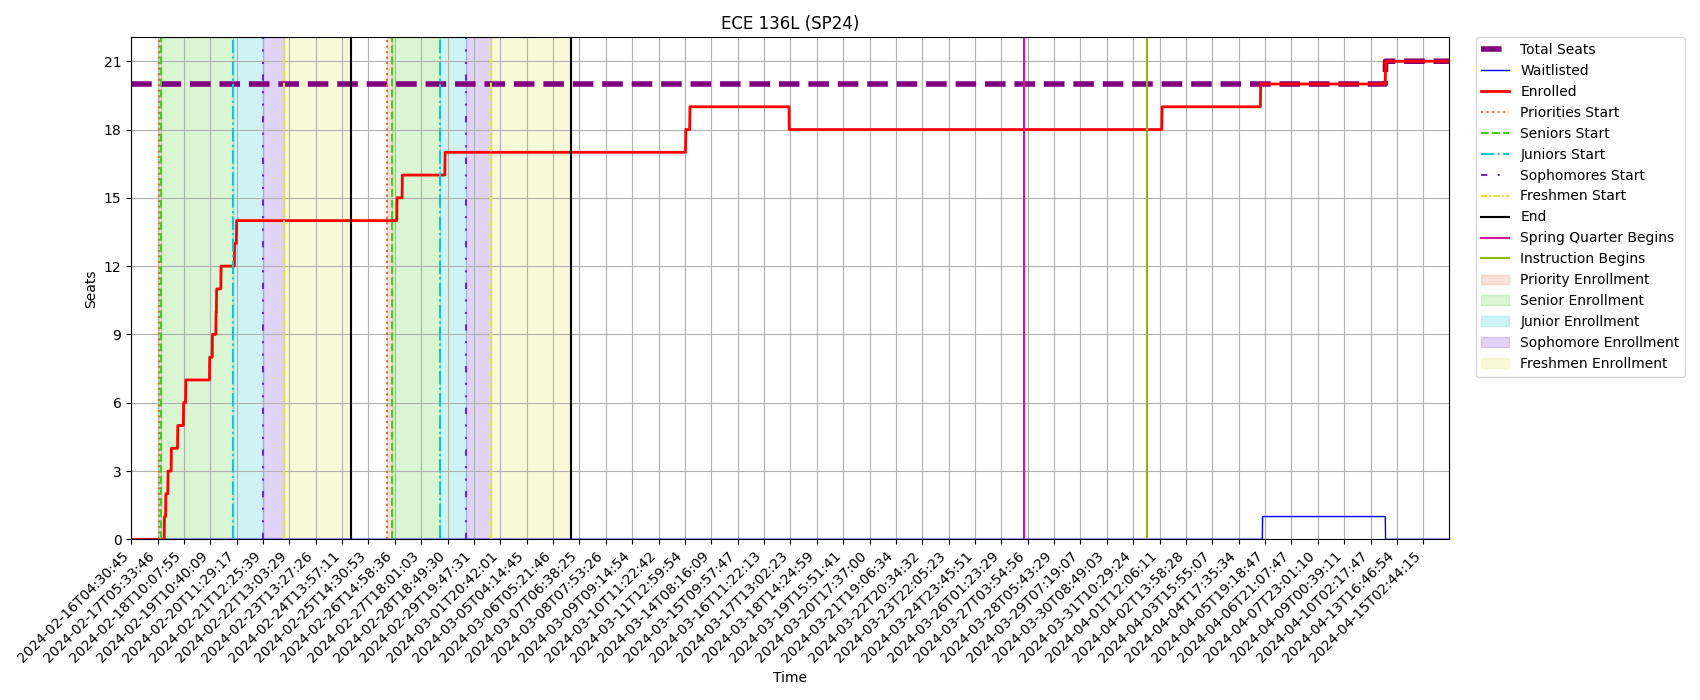 ECE 136L (SP24)
Seats
21
18
15
12
9
6
3
0
2024-02-16T04:30:45
2024-02-17T05:33:46
2024-02-18T10:07:55
2024-02-19T10:40:09
2024-02-20T11:29:17
2024-02-21T12:25:39
2024-02-22T13:03:29
2024-02-23T13:27:26
2024-02-24T13:57:11
2024-02-25T14:30:53
2024-02-26T14:58:36
2024-02-27T18:01:03
2024-02-28T18:49:30
2024-02-29T19:47:31
2024-03-01T20:42:01
2024-03-05T04:14:45
2024-03-06T05:21:46
2024-03-07T06:38:25
2024-03-08T07:53:26
2024-03-09T09:14:54
2024-03-10T11:22:42
2024-03-11T12:59:54
2024-03-14T08:16:09
2024-03-15T09:57:47
2024-03-16T11:22:13
2024-03-17T13:02:23
2024-03-18T14:24:59
2024-03-19T15:51:41
2024-03-20T17:37:00
2024-03-21T19:06:34
2024-03-22T20:34:32
2024-03-23T22:05:23
2024-03-24T23:45:51
2024-03-26T01:23:29
2024-03-27T03:54:56
2024-03-28T05:43:29
2024-03-29T07:19:07
2024-03-30T08:49:03
2024-03-31T10:29:24
2024-04-01T12:06:11
2024-04-02T13:58:28
2024-04-03T15:55:07
2024-04-04T17:35:34
2024-04-05T19:18:47
2024-04-06T21:07:47
2024-04-07T23:01:10
2024-04-09T00:39:11
2024-04-10T02:17:47
2024-04-13T16:46:54
2024-04-15T02:44:15
Time
Total Seats
Waitlisted
Enrolled
Priorities Start
Seniors Start
Juniors Start
Sophomores Start
Freshmen Start
End
Spring Quarter Begins
Instruction Begins
Priority Enrollment
Senior Enrollment
Junior Enrollment
Sophomore Enrollment
Freshmen Enrollment